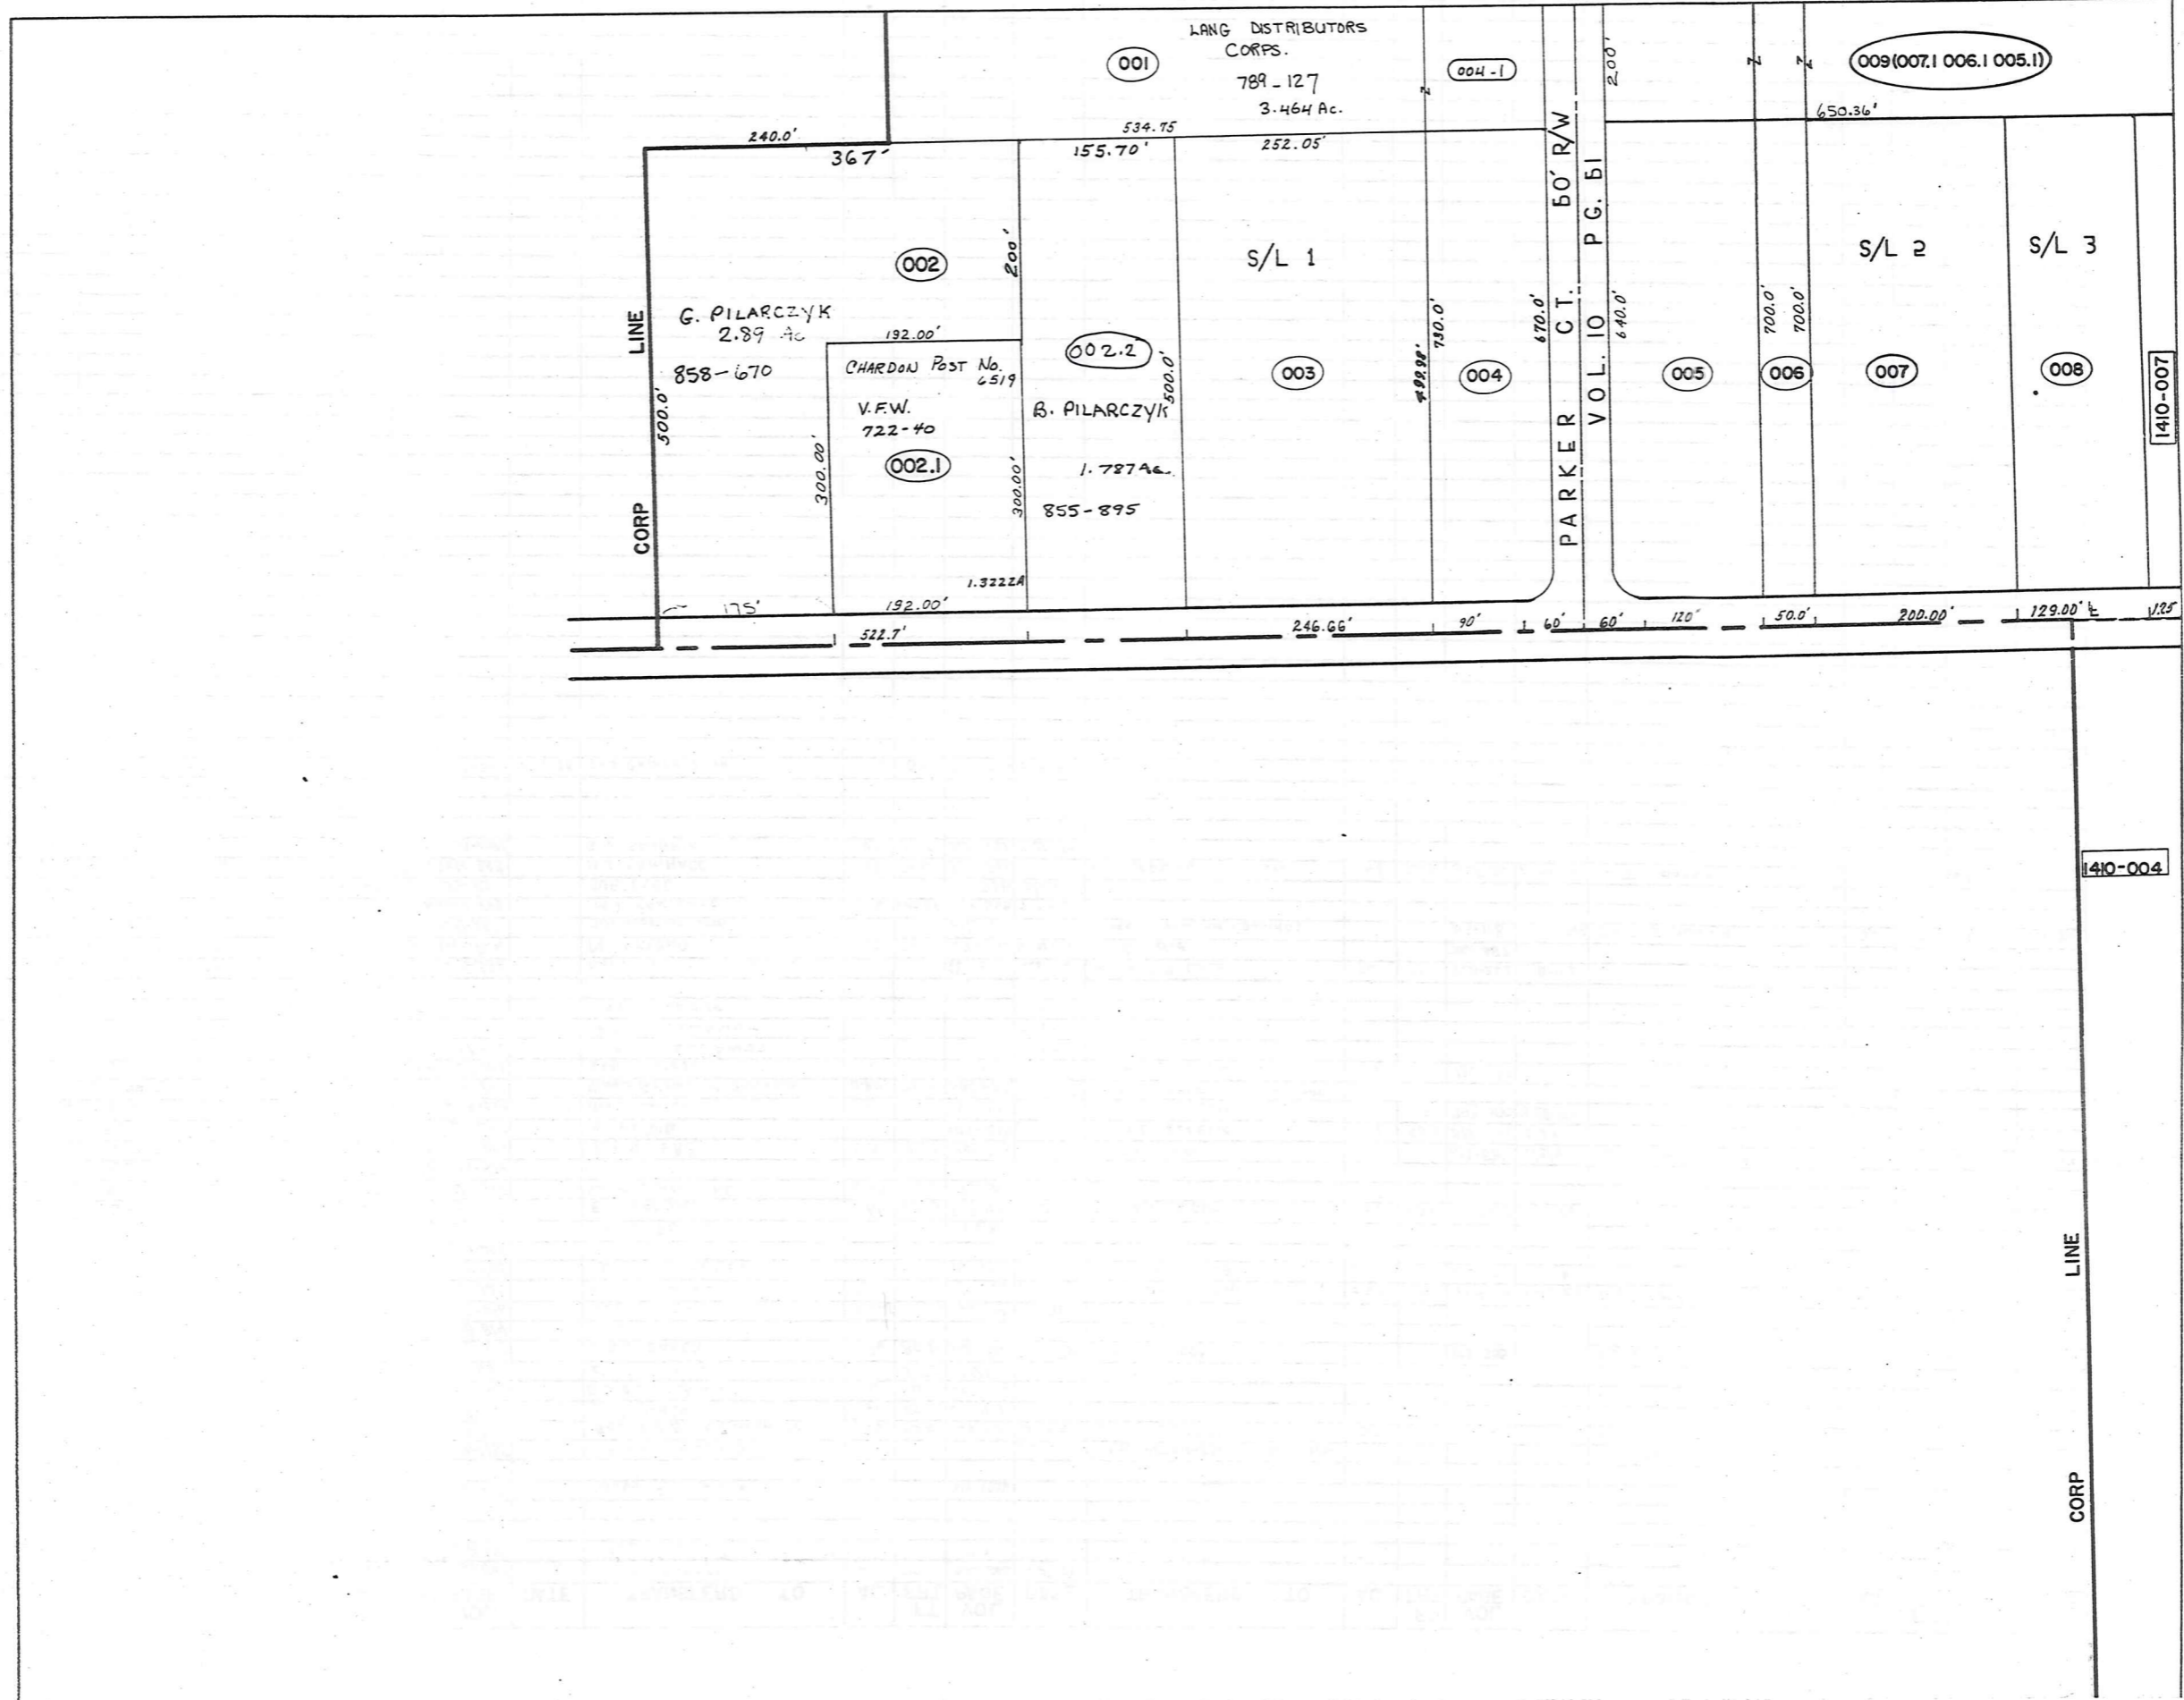 LANG DISTRIBUTORS
CORPS.
001
789-127
3.464 Ac.
004-1
200'
009(007.1 006.1 005.1)
650.36'
534.75
240.0'
367'
155.70'
252.05'
60' R/W
PARKER CT.
VOL. 10 PG. 51
S/L 1
S/L 2
S/L 3
002
200'
G. PILARCZYK
2.89 Ac
858-670
LINE
CORP
500.0'
192.00'
CHARDON POST No.
6519
V.F.W.
722-40
002.1
300.00'
300.00'
1.3222A
002.2
500.0'
B. PILARCZYK
1.787 Ac.
855-895
003
499.98'
730.0'
004
670.0'
640.0'
005
700.0'
700.0'
006
007
008
1410-007
175'
192.00'
522.7'
246.66'
90'
60'
60'
120'
50.0'
200.00'
129.00'
1410-004
LINE
CORP